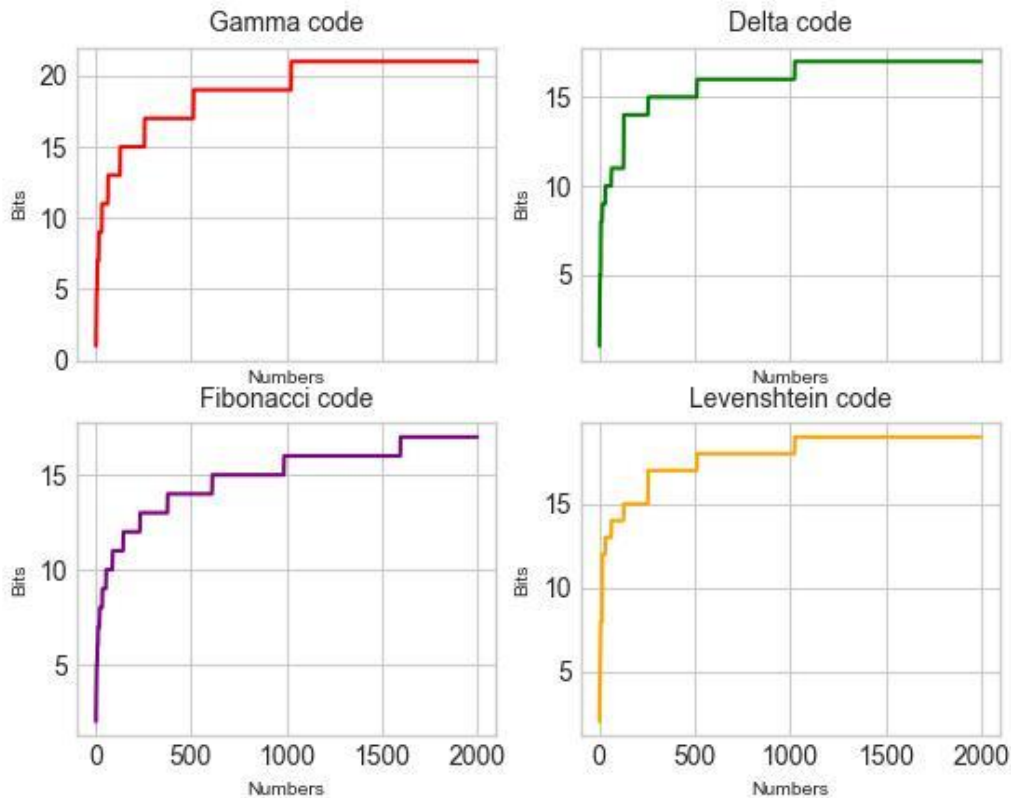 Gamma code
20
15
10
5
0
Bits
Numbers
Delta code
15
10
5
Bits
Numbers
Fibonacci code
15
10
5
Bits
0 500 1000 1500 2000
Numbers
Levenshtein code
15
10
5
Bits
0 500 1000 1500 2000
Numbers